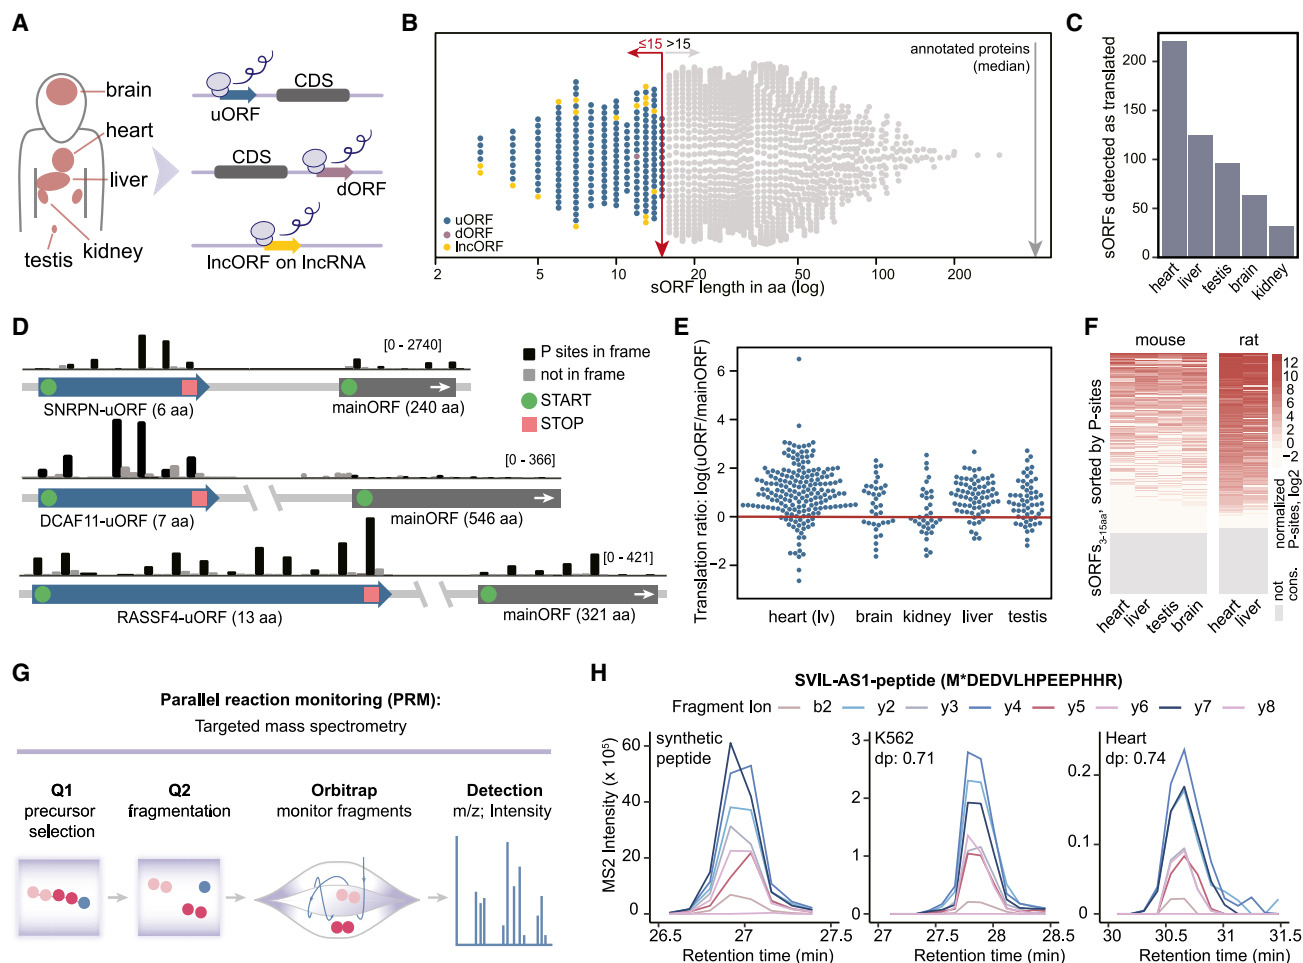 A
brain
heart
liver
kidney
testis
CDS
uORF
CDS
dORF
lncORF on lncRNA
B
≤15 >15
annotated proteins
(median)
uORF
dORF
lncORF
2 5 10 20 50 100 200
sORF length in aa (log)
C
sORFs detected as translated
200
150
100
50
0
heart liver testis brain kidney
D
[0 - 2740]
SNRPN-uORF (6 aa)
mainORF (240 aa)
P sites in frame
not in frame
START
STOP
[0 - 366]
DCAF11-uORF (7 aa)
mainORF (546 aa)
[0 - 421]
RASSF4-uORF (13 aa)
mainORF (321 aa)
E
Translation ratio: log(uORF/mainORF)
6
4
2
0
−2
heart (lv) brain kidney liver testis
F
mouse rat
sORFs3-15aa, sorted by P-sites
heart liver testis brain heart liver
12
10
8
6
4
2
0
−2
normalized
P-sites, log2
not
cons.
G
Parallel reaction monitoring (PRM):
Targeted mass spectrometry
Q1
precursor
selection
Q2
fragmentation
Orbitrap
monitor fragments
Detection
m/z; Intensity
H
SVIL-AS1-peptide (M*DEDVLHPEEPHHR)
Fragment Ion b2 y2 y3 y4 y5 y6 y7 y8
MS2 Intensity (x 10⁵)
synthetic
peptide
60
40
20
0
26.5 27 27.5
Retention time (min)
K562
dp: 0.71
3
2
1
0
27 27.5 28 28.5
Retention time (min)
Heart
dp: 0.74
0.2
0.1
0
30 30.5 31 31.5
Retention time (min)